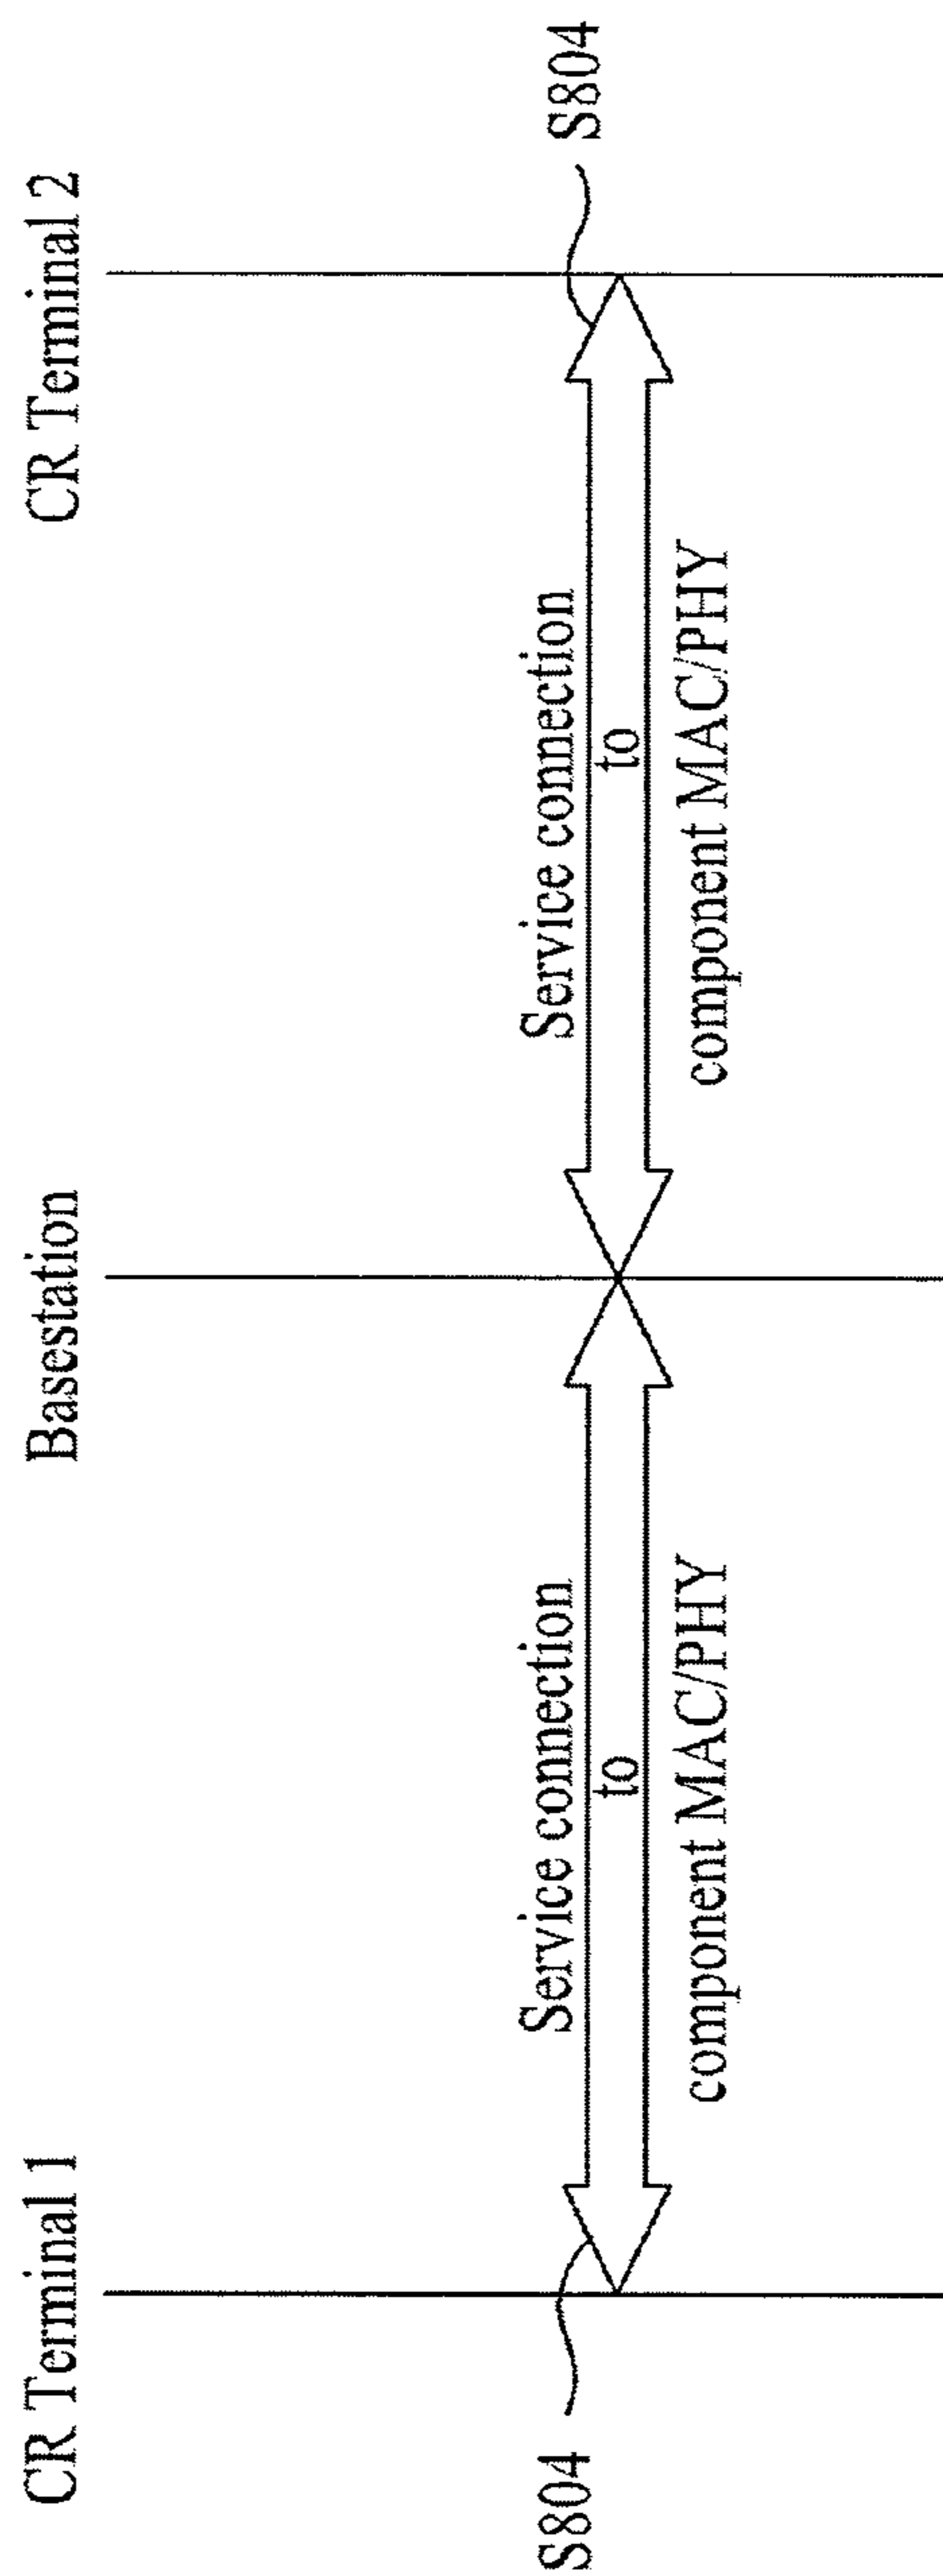 CR Terminal 1
Basestation
CR Terminal 2
S804
Service connection
to
component MAC/PHY
Service connection
to
component MAC/PHY
S804